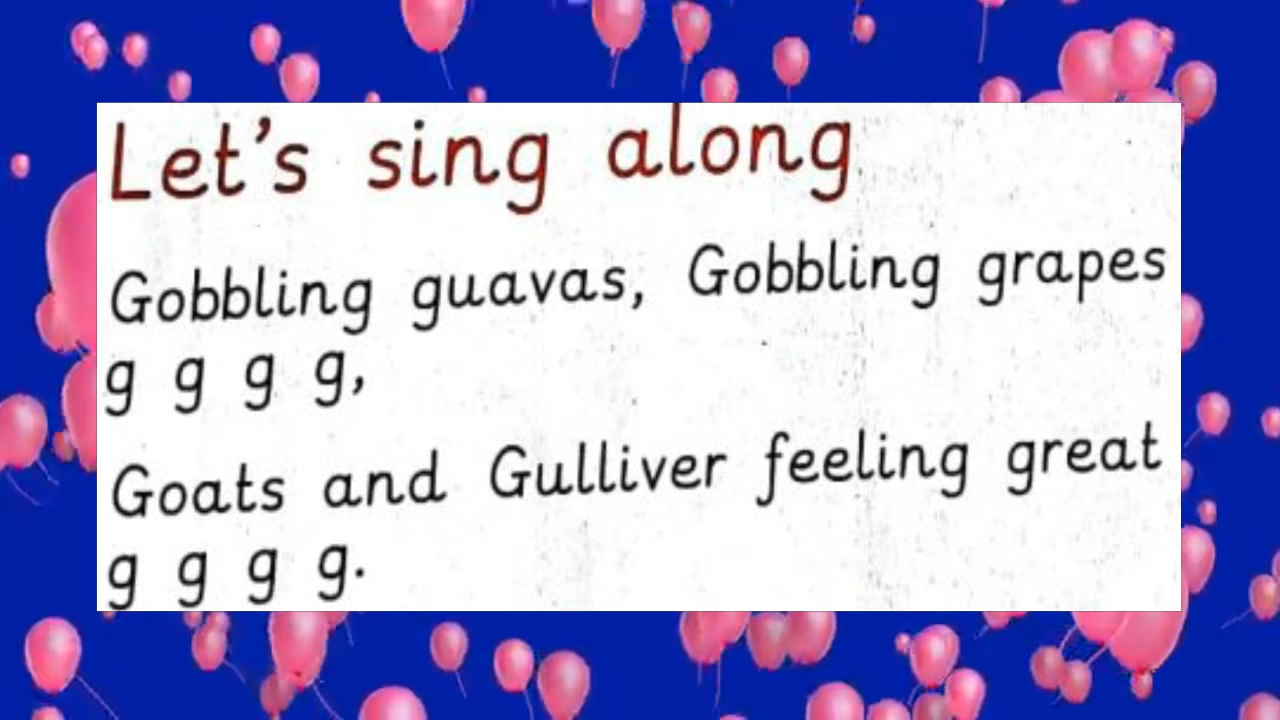 Let's sing along
Gobbling guavas, Gobbling grapes
g g g g,
Goats and Gulliver feeling great
g g g g.